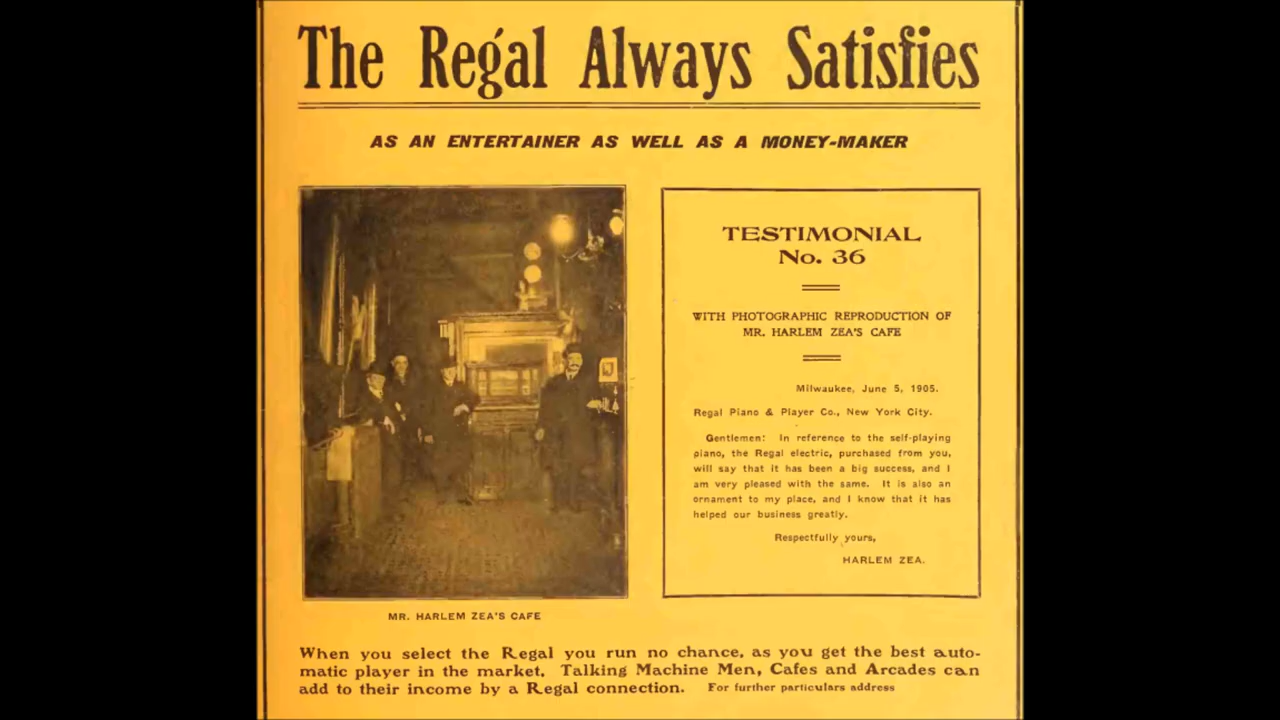 The Regal Always Satisfies
AS AN ENTERTAINER AS WELL AS A MONEY-MAKER
MR. HARLEM ZEA'S CAFE
TESTIMONIAL
No. 36
WITH PHOTOGRAPHIC REPRODUCTION OF
MR. HARLEM ZEA'S CAFE
Milwaukee, June 5, 1905.
Regal Piano & Player Co., New York City.
Gentlemen: In reference to the self-playing
piano, the Regal electric, purchased from you,
will say that it has been a big success, and I
am very pleased with the same. It is also an
ornament to my place, and I know that it has
helped our business greatly.
Respectfully yours,
HARLEM ZEA.
When you select the Regal you run no chance, as you get the best auto-
matic player in the market. Talking Machine Men, Cafes and Arcades can
add to their income by a Regal connection. For further particulars address